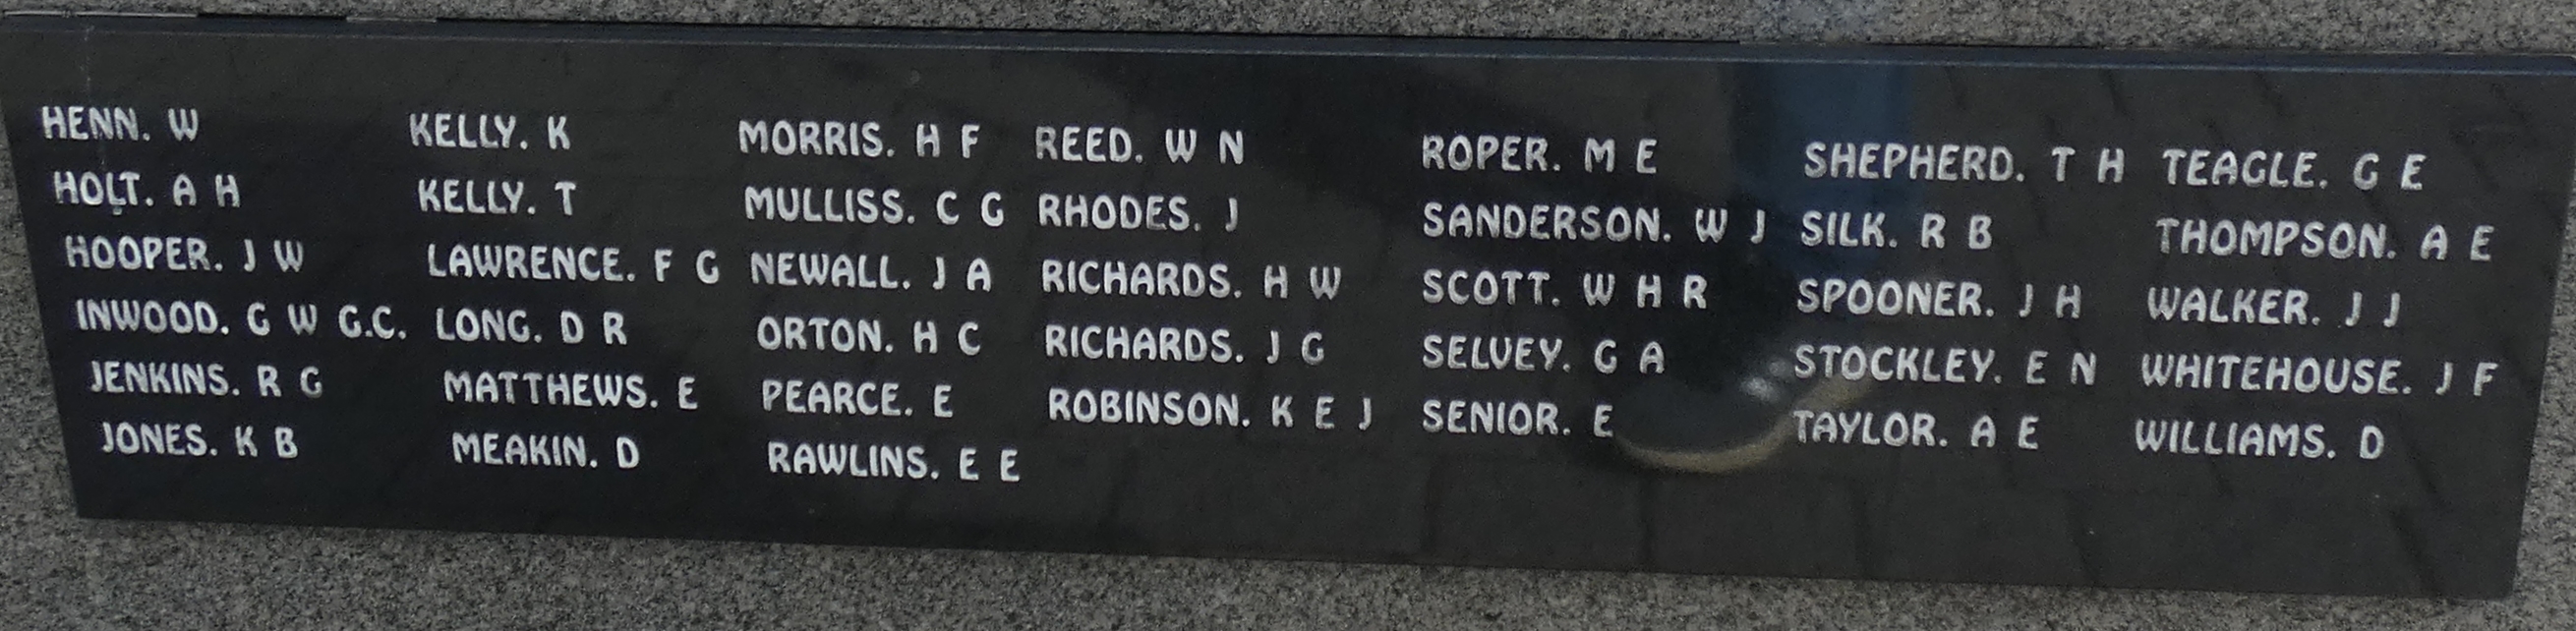 HENN. W
HOLT. A H
HOOPER. J W
INWOOD. G W G.C.
JENKINS. R G
JONES. K B
KELLY. K
KELLY. T
LAWRENCE. F G
LONG. D R
MATTHEWS. E
MEAKIN. D
MORRIS. H F
MULLISS. C G
NEWALL. J A
ORTON. H C
PEARCE. E
RAWLINS. E E
REED. W N
RHODES. J
RICHARDS. H W
RICHARDS. J G
ROBINSON. K E J
ROPER. M E
SANDERSON. W J
SCOTT. W H R
SELVEY. G A
SENIOR. E
SHEPHERD. T H
SILK. R B
SPOONER. J H
STOCKLEY. E N
TAYLOR. A E
TEAGLE. G E
THOMPSON. A E
WALKER. J J
WHITEHOUSE. J F
WILLIAMS. D